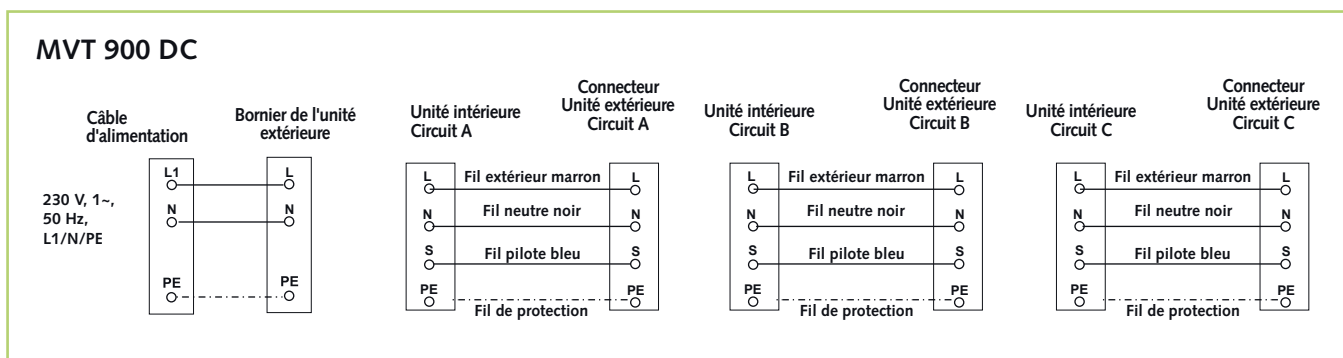 MVT 900 DC
Câble
d'alimentation
Bornier de l'unité
extérieure
230 V, 1~,
50 Hz,
L1/N/PE
L1
L
N
N
PE
PE
Unité intérieure
Circuit A
Connecteur
Unité extérieure
Circuit A
L
Fil extérieur marron
L
N
Fil neutre noir
N
S
Fil pilote bleu
S
PE
PE
Fil de protection
Unité intérieure
Circuit B
Connecteur
Unité extérieure
Circuit B
L
Fil extérieur marron
L
N
Fil neutre noir
N
S
Fil pilote bleu
S
PE
PE
Fil de protection
Unité intérieure
Circuit C
Connecteur
Unité extérieure
Circuit C
L
Fil extérieur marron
L
N
Fil neutre noir
N
S
Fil pilote bleu
S
PE
PE
Fil de protection